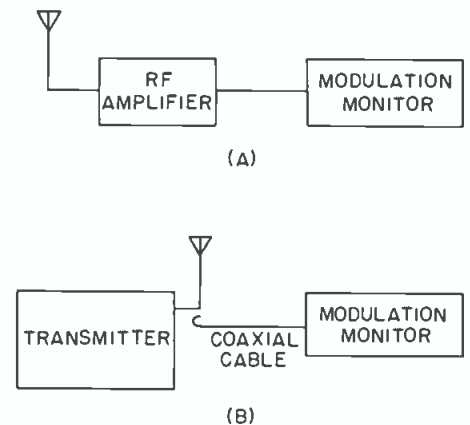 RF
AMPLIFIER
MODULATION
MONITOR
(A)
TRANSMITTER
COAXIAL
CABLE
MODULATION
MONITOR
(B)